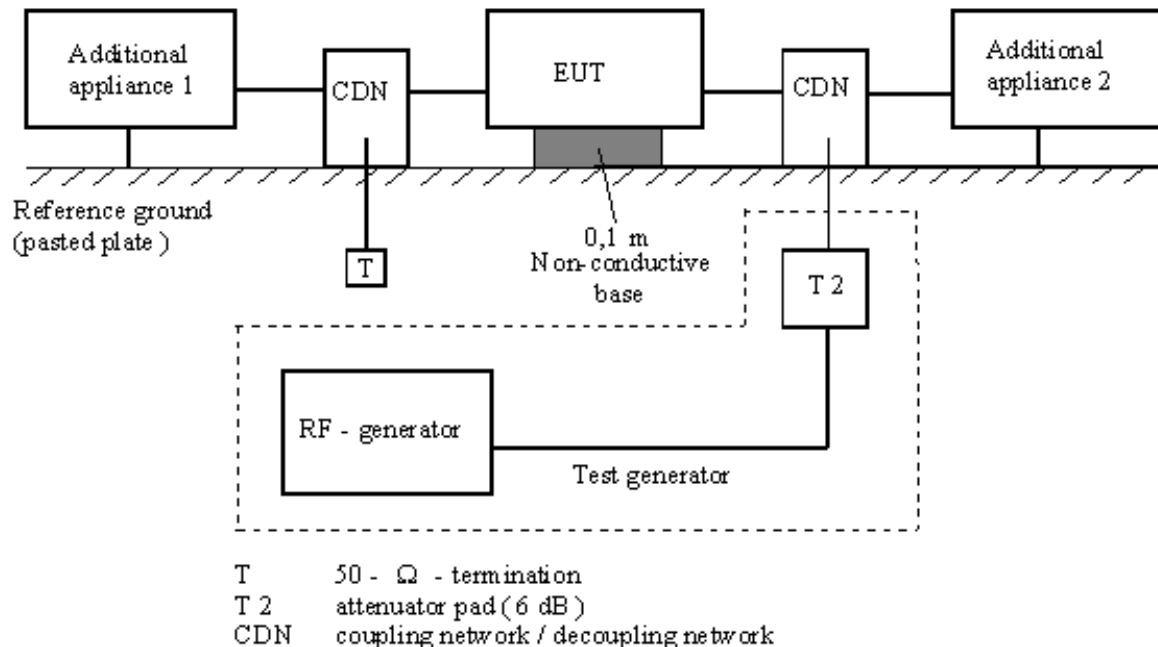 Additional
appliance 1
CDN
EUT
CDN
Additional
appliance 2
Reference ground
(pasted plate )
T
0,1 m
Non-conductive
base
T 2
RF - generator
Test generator
T 50 - Ω - termination
T 2 attenuator pad ( 6 dB )
CDN coupling network / decoupling network